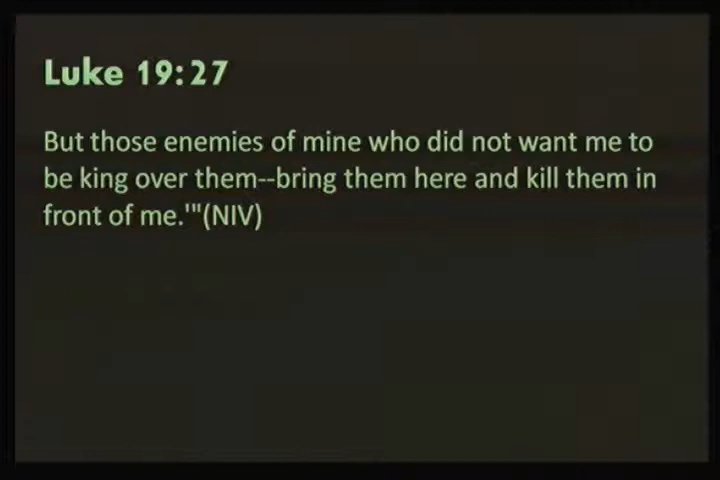 Luke 19:27
But those enemies of mine who did not want me to
be king over them--bring them here and kill them in
front of me.'"(NIV)